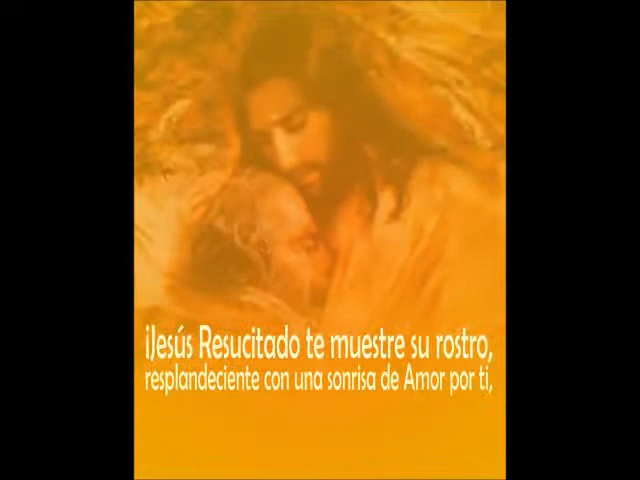 ¡Jesús Resucitado te muestre su rostro,
resplandeciente con una sonrisa de Amor por ti,